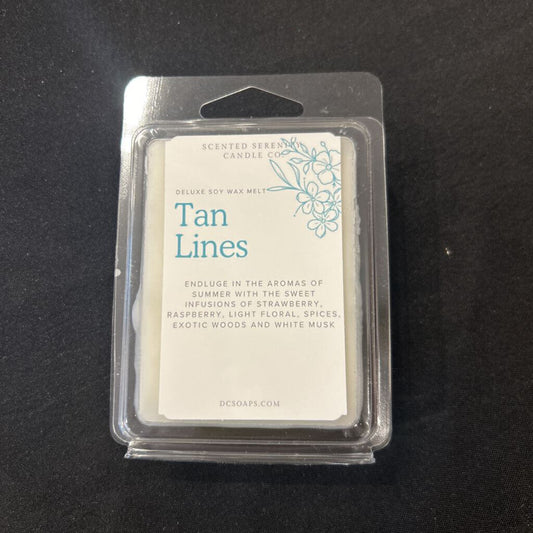 SCENTED SERENITY
CANDLE CO.
DELUXE SOY WAX MELT
Tan
Lines
ENDLUGE IN THE AROMAS OF
SUMMER WITH THE SWEET
INFUSIONS OF STRAWBERRY,
RASPBERRY, LIGHT FLORAL, SPICES,
EXOTIC WOODS AND WHITE MUSK
DCSOAPS.COM